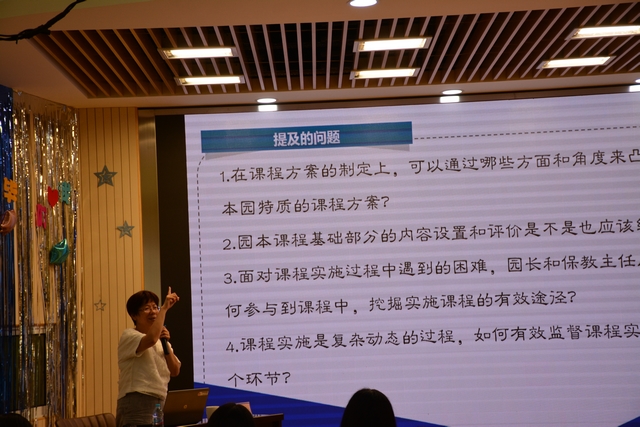 提及的问题
1.在课程方案的制定上，可以通过哪些方面和角度来凸
本园特质的课程方案?
2.园本课程基础部分的内容设置和评价是不是也应该
3.面对课程实施过程中遇到的困难，园长和保教主任
何参与到课程中，挖掘实施课程的有效途径?
4.课程实施是复杂动态的过程，如何有效监督课程实
个环节?